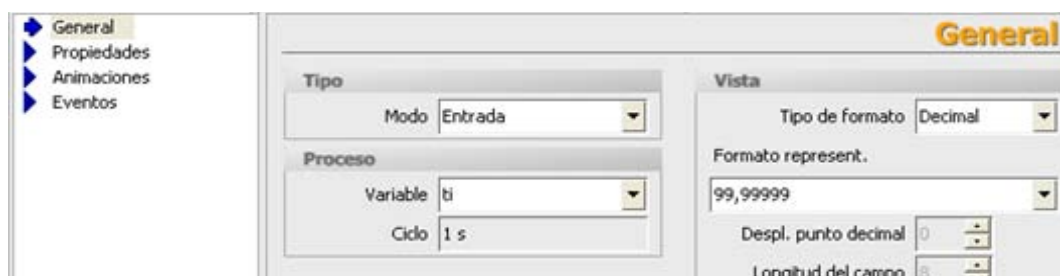 General
Propiedades
Animaciones
Eventos
General
Tipo
Modo Entrada
Proceso
Variable ti
Ciclo 1 s
Vista
Tipo de formato Decimal
Formato represent.
99,99999
Despl. punto decimal 0
Longitud del campo 8